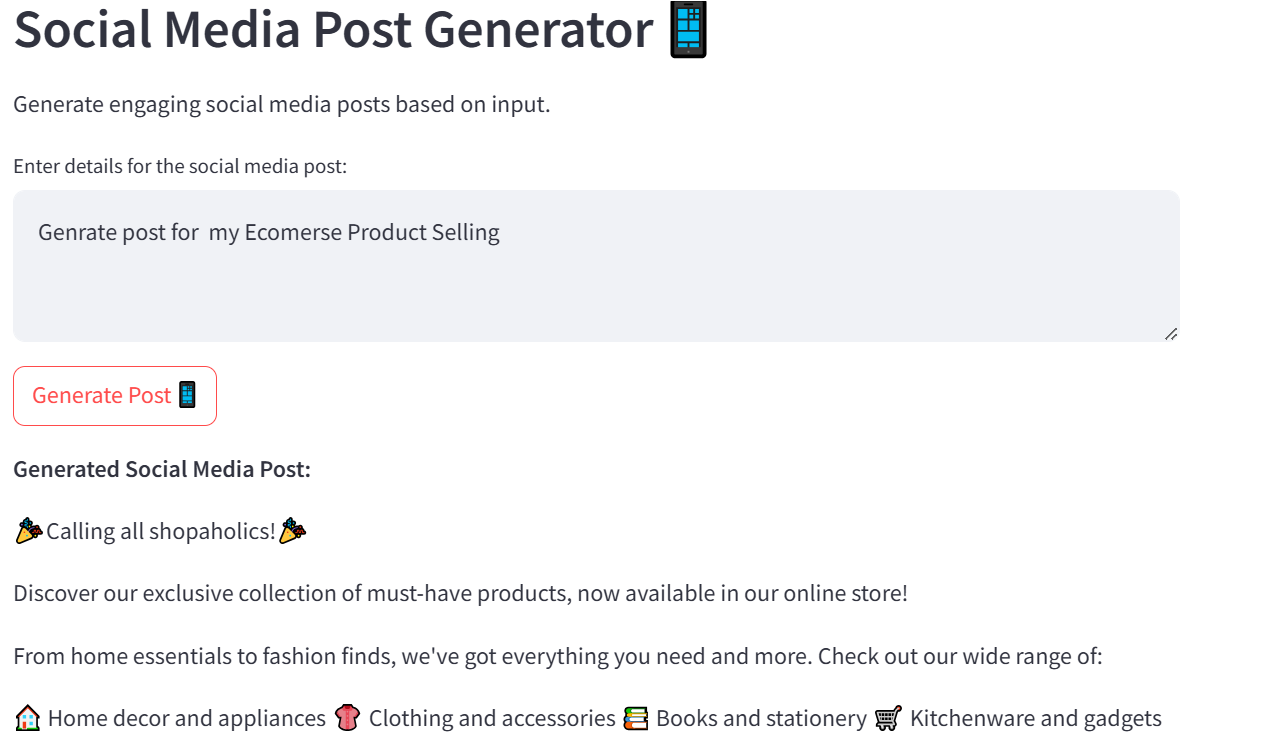 Social Media Post Generator 📱
Generate engaging social media posts based on input.
Enter details for the social media post:
Genrate post for  my Ecomerse Product Selling
Generate Post 📱
Generated Social Media Post:
🎉Calling all shopaholics!🎉
Discover our exclusive collection of must-have products, now available in our online store!
From home essentials to fashion finds, we've got everything you need and more. Check out our wide range of:
🏠 Home decor and appliances 👚 Clothing and accessories 📚 Books and stationery 🛒 Kitchenware and gadgets